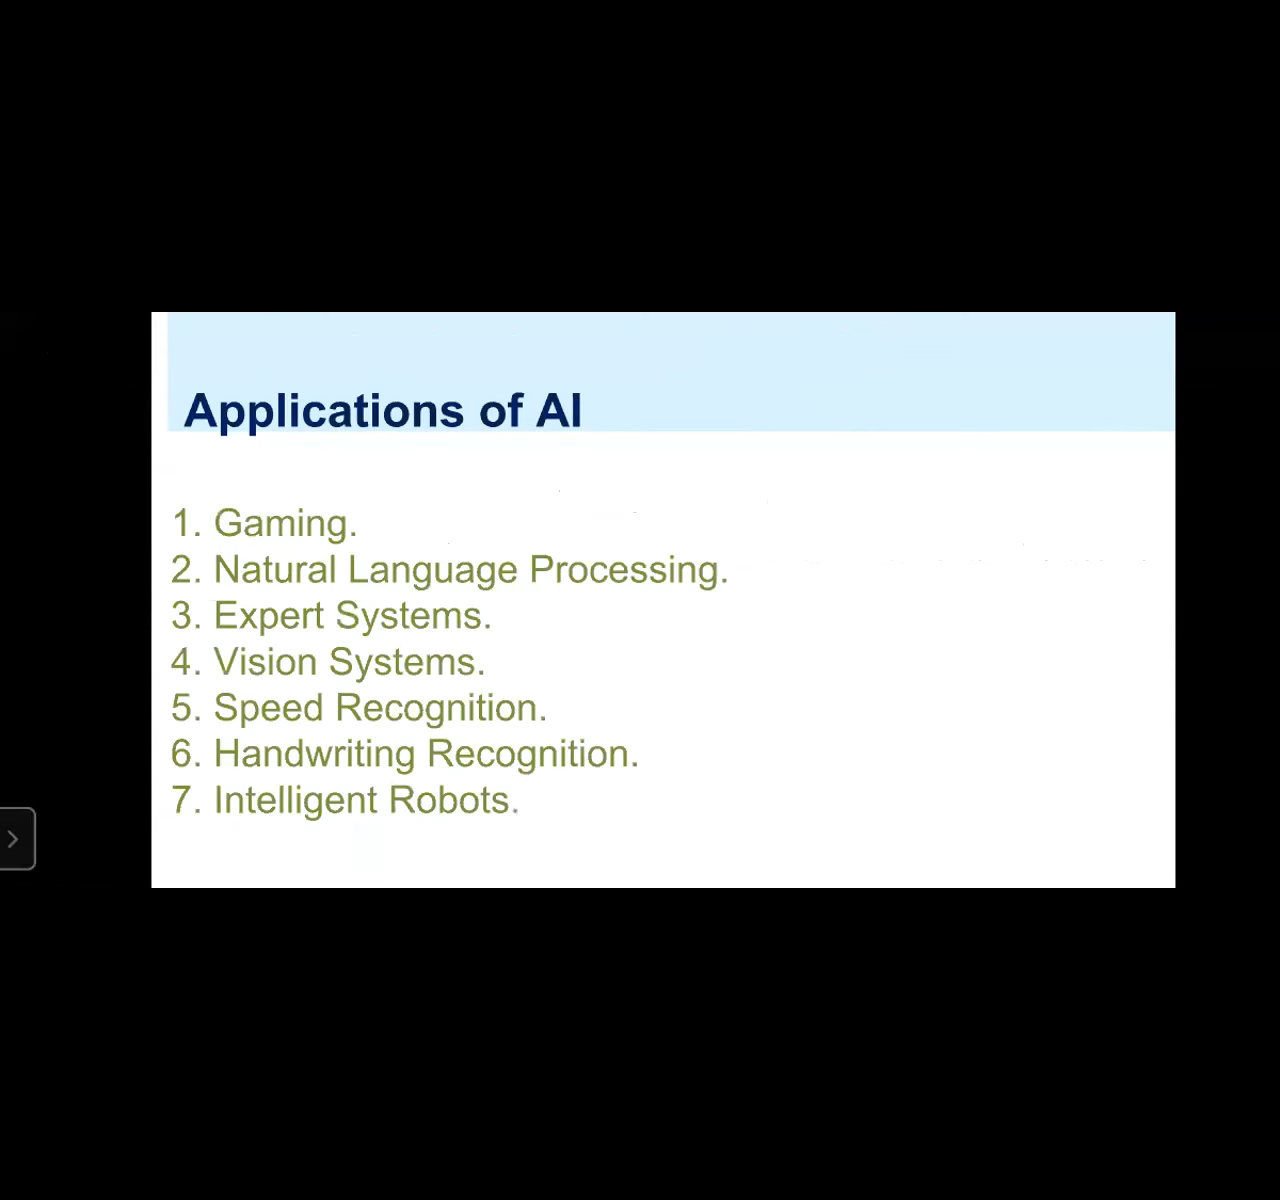 Applications of AI
1. Gaming.
2. Natural Language Processing.
3. Expert Systems.
4. Vision Systems.
5. Speed Recognition.
6. Handwriting Recognition.
7. Intelligent Robots.